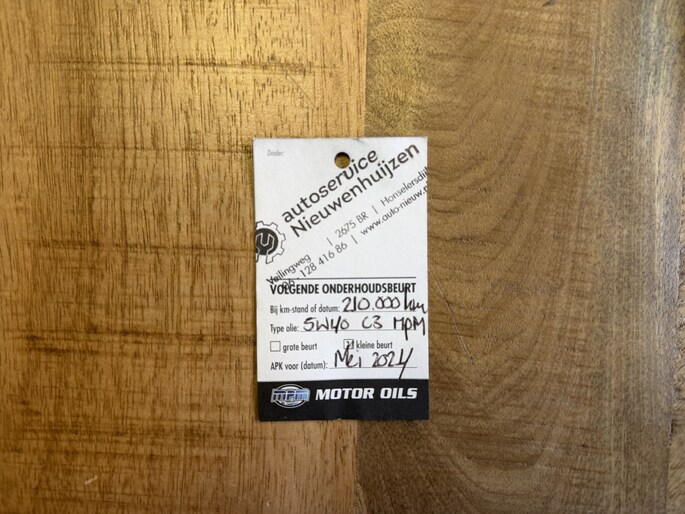 Dealer:
autoservice
Nieuwenhuijzen
Veilingweg | 2675 BR | Honselersdijk
128 416 86 | www.auto-nieuw.n
VOLGENDE ONDERHOUDSBEURT
Bij km-stand of datum: 210.000 km
Type olie: 5W40 C3 MPM
grote beurt kleine beurt
APK voor (datum): Mei 2024
MPM MOTOR OILS